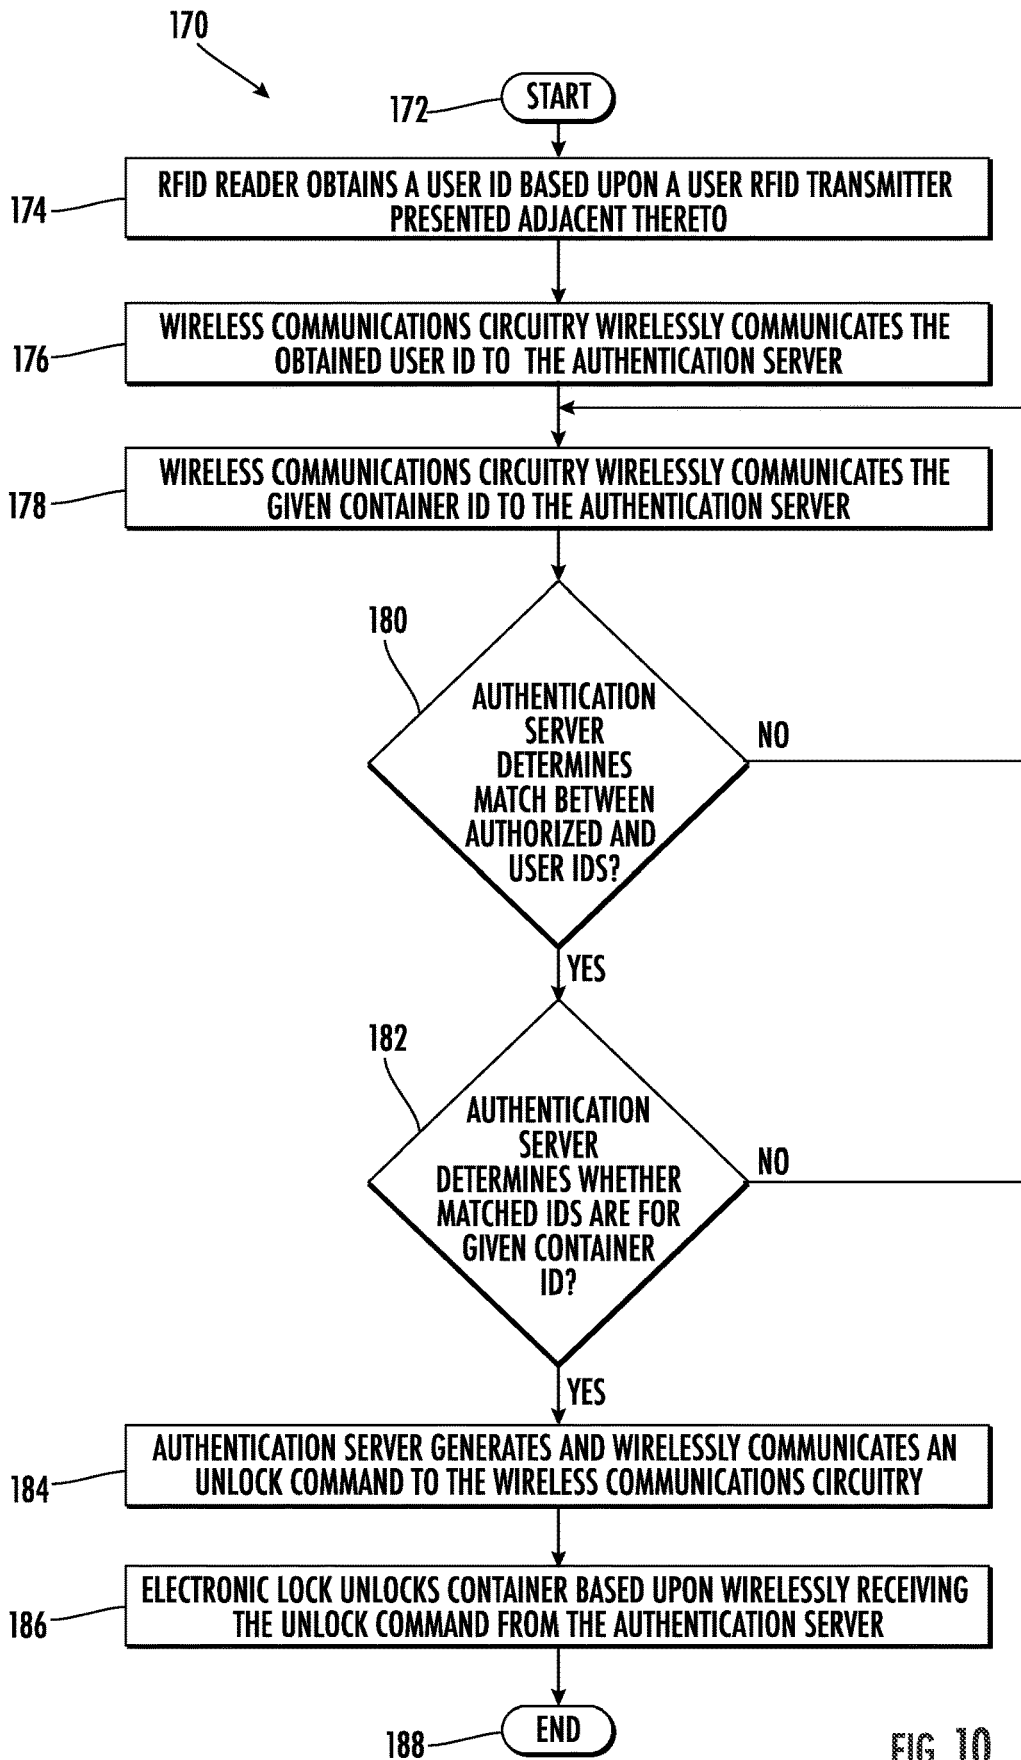 170
172
START
174
RFID READER OBTAINS A USER ID BASED UPON A USER RFID TRANSMITTER
PRESENTED ADJACENT THERETO
176
WIRELESS COMMUNICATIONS CIRCUITRY WIRELESSLY COMMUNICATES THE
OBTAINED USER ID TO THE AUTHENTICATION SERVER
178
WIRELESS COMMUNICATIONS CIRCUITRY WIRELESSLY COMMUNICATES THE
GIVEN CONTAINER ID TO THE AUTHENTICATION SERVER
180
AUTHENTICATION
SERVER
DETERMINES
MATCH BETWEEN
AUTHORIZED AND
USER IDS?
NO
YES
182
AUTHENTICATION
SERVER
DETERMINES WHETHER
MATCHED IDS ARE FOR
GIVEN CONTAINER
ID?
NO
YES
184
AUTHENTICATION SERVER GENERATES AND WIRELESSLY COMMUNICATES AN
UNLOCK COMMAND TO THE WIRELESS COMMUNICATIONS CIRCUITRY
186
ELECTRONIC LOCK UNLOCKS CONTAINER BASED UPON WIRELESSLY RECEIVING
THE UNLOCK COMMAND FROM THE AUTHENTICATION SERVER
188
END
FIG. 10